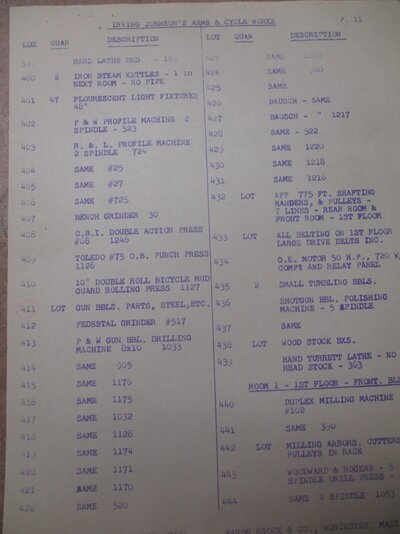 IRVING JOHNSON'S ARMS & CYCLE WORKS
P. 11
LOT QUAN DESCRIPTION
HAND LATHE BED -
400 2 IRON STEAM KETTLES - 1 in
NEXT ROOM - NO PIPE
401 47 FLOURESCENT LIGHT FIXTURES
48"
402 P & W PROFILE MACHINE 2
SPINDLE - 523
403 R. & L. PROFILE MACHINE
2 SPINDLE 724
404 SAME #25
405 SAME #27
406 SAME #725
407 BENCH GRINDER 30
408 O.B.I. DOUBLE ACTION PRESS
#68 1246
409 TOLEDO #75 O.B. PUNCH PRESS
1126
410 10" DOUBLE ROLL BICYCLE MUD
GUARD ROLLING PRESS 1127
411 LOT GUN BBLS. PARTS, STEEL,ETC.
412 PEDESTAL GRINDER #517
413 P & W GUN BBL. DRILLING
MACHINE 8x10 1033
414 SAME 905
415 SAME 1176
416 SAME 1175
417 SAME 1032
418 SAME 1128
419 SAME 1174
420 SAME 1171
421 SAME 1170
422 SAME 520
LOT QUAN DESCRIPTION
423 SAME
424 SAME
425 SAME
426 BAUSCH - SAME
427 BAUSCH - " 1217
428 SAME - 522
429 SAME 1220
430 SAME 1218
431 SAME 1216
432 LOT APP 775 FT. SHAFTING
HANDERS, & PULLEYS -
7 LINES - REAR ROOM &
FRONT ROOM - 1ST FLOOR
433 LOT ALL BELTING ON 1ST FLOOR
LARGE DRIVE BELTS INC.
434 G.E. MOTOR 50 H.P., 720 W,
COMPT AND RELAY PANEL
435 2 SMALL TUMBLING BBLS.
436 SHOTGUN BBL. POLISHING
MACHINE - 5 SPINDLE
437 SAME
438 LOT WOOD STOCK BXS.
439 HAND TURRETT LATHE - NO
HEAD STOCK - 363
ROOM 1 - 1ST FLOOR - FRONT.
440 DUPLEX MILLING MACHINE
#102
441 SAME 390
442 LOT MILLING ARBORS, CUTTERS
PULLEYS IN RACK
443 WOODWARD & ROGERS - 5
SPINDLE DRILL PRESS -
444 SAME 4 SPINDLE 1053
& CO., WORCESTER, MASS